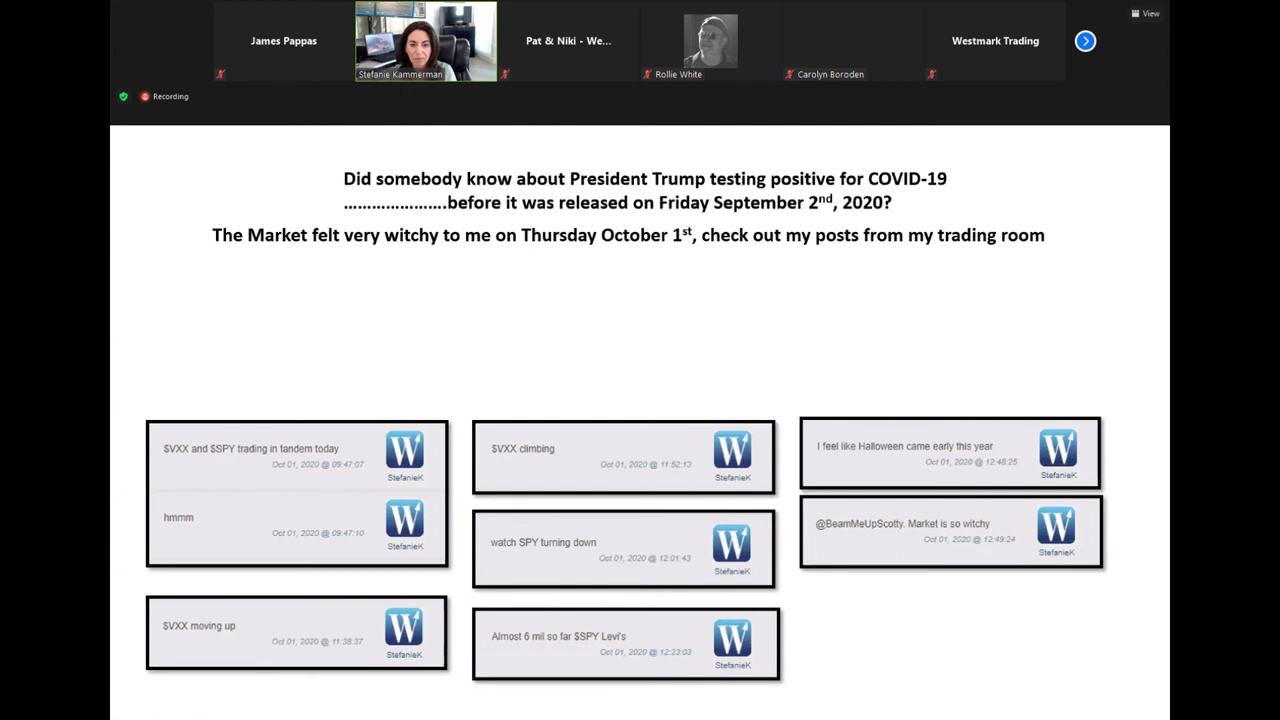 View
James Pappas
Pat & Niki - We...
Westmark Trading
Stefanie Kammerman
Rollie White
Carolyn Boroden
Recording
Did somebody know about President Trump testing positive for COVID-19
…………………..before it was released on Friday September 2nd, 2020?
The Market felt very witchy to me on Thursday October 1st, check out my posts from my trading room
$VXX and $SPY trading in tandem today
Oct 01, 2020 @ 09:47:07
W
StefanieK
hmmm
Oct 01, 2020 @ 09:47:10
W
StefanieK
$VXX moving up
Oct 01, 2020 @ 11:38:37
W
StefanieK
$VXX climbing
Oct 01, 2020 @ 11:52:13
W
StefanieK
watch SPY turning down
Oct 01, 2020 @ 12:01:43
W
StefanieK
Almost 6 mil so far $SPY Levi's
Oct 01, 2020 @ 12:23:03
W
StefanieK
I feel like Halloween came early this year
Oct 01, 2020 @ 12:48:25
W
StefanieK
@BeamMeUpScotty. Market is so witchy
Oct 01, 2020 @ 12:49:24
W
StefanieK